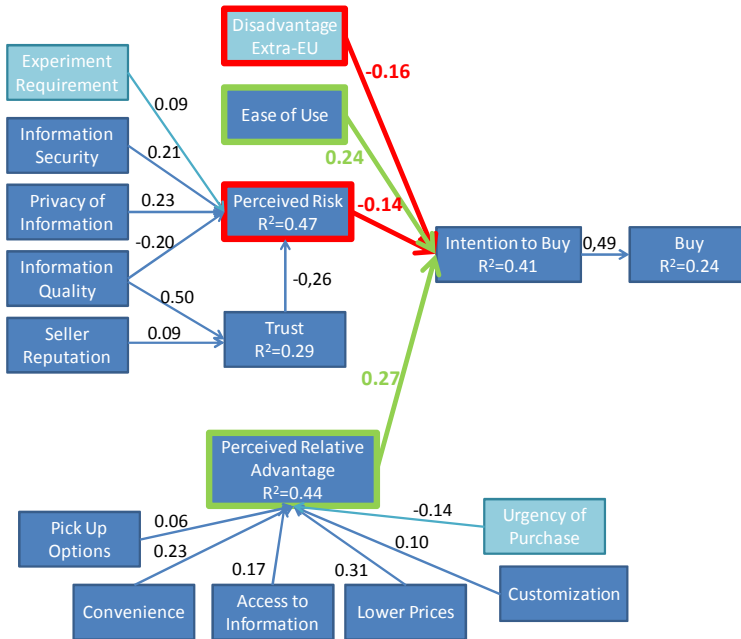 Disadvantage
Extra-EU
Experiment
Requirement
-0.16
0.09
Ease of Use
Information
Security
0.21
0.24
Privacy of
Information
0.23
Perceived Risk
R²=0.47
-0.14
-0.20
Intention to Buy
R²=0.41
0,49
Buy
R²=0.24
Information
Quality
0.50
-0,26
Seller
Reputation
0.09
Trust
R²=0.29
0.27
Perceived Relative
Advantage
R²=0.44
-0.14
Urgency of
Purchase
Pick Up
Options
0.06
0.23
0.17
0.31
0.10
Convenience
Access to
Information
Lower Prices
Customization